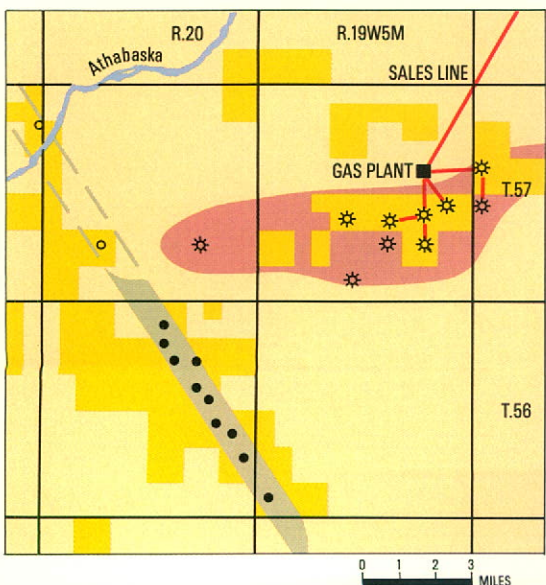 R.20
R.19W5M
Athabaska
SALES LINE
GAS PLANT
T.57
T.56
0 1 2 3
MILES